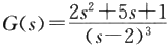 G(s) = \frac{2s^2+5s+1}{(s-2)^3}